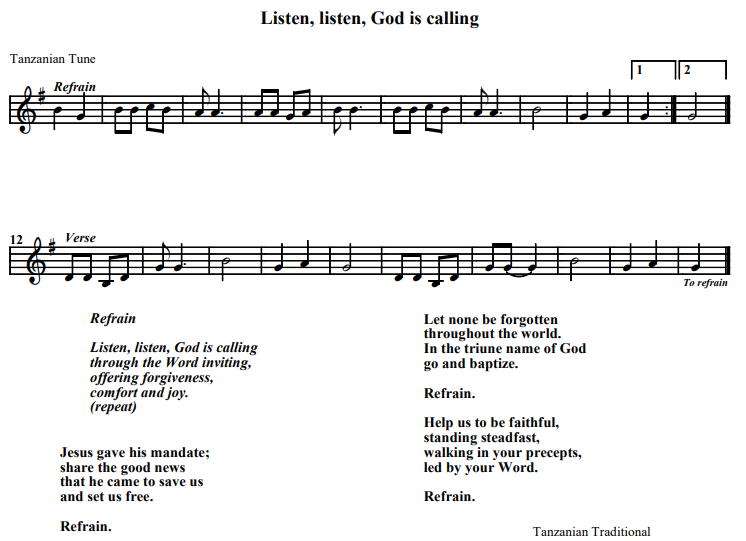 Listen, listen, God is calling
Tanzanian Tune
Refrain
1
2
12
Verse
To refrain
Refrain
Listen, listen, God is calling
through the Word inviting,
offering forgiveness,
comfort and joy.
(repeat)
Jesus gave his mandate;
share the good news
that he came to save us
and set us free.
Refrain.
Let none be forgotten
throughout the world.
In the triune name of God
go and baptize.
Refrain.
Help us to be faithful,
standing steadfast,
walking in your precepts,
led by your Word.
Refrain.
Tanzanian Traditional